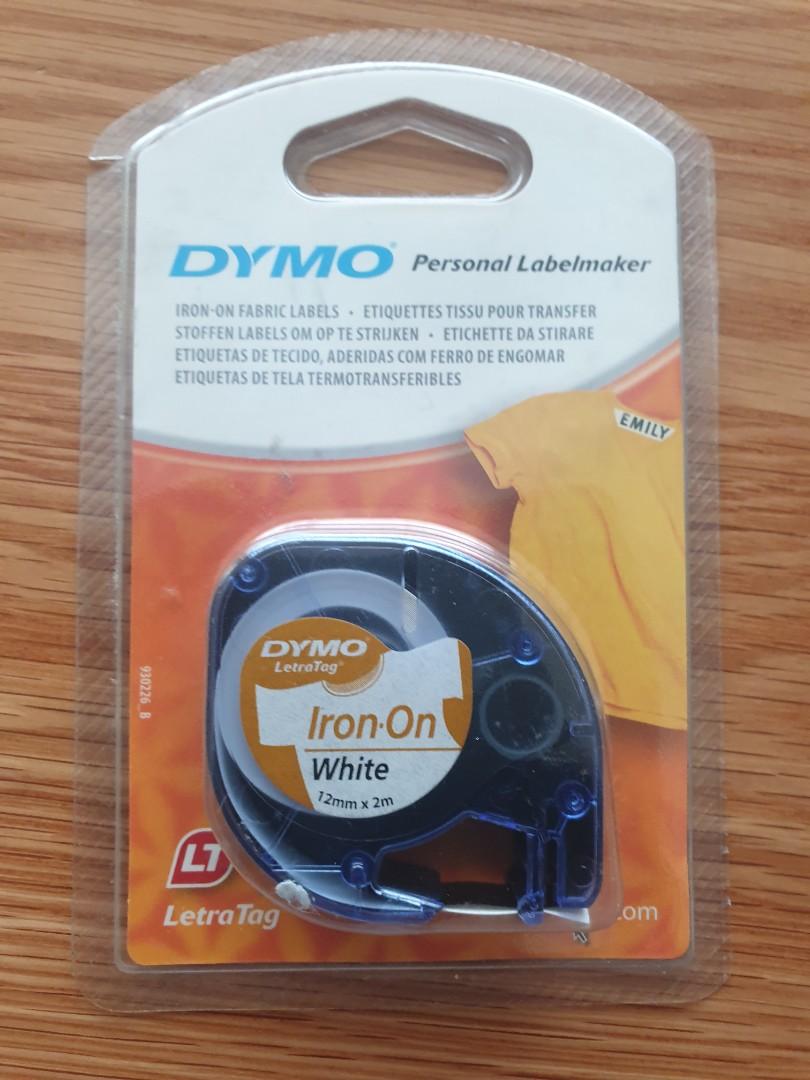 DYMO® Personal Labelmaker
IRON-ON FABRIC LABELS • ETIQUETTES TISSU POUR TRANSFER
STOFFEN LABELS OM OP TE STRIJKEN • ETICHETTE DA STIRARE
ETIQUETAS DE TECIDO, ADERIDAS COM FERRO DE ENGOMAR
ETIQUETAS DE TELA TERMOTRANSFERIBLES
EMILY
DYMO®
LetraTag®
Iron·On
White
12mm x 2m
930226_B
LT
LetraTag
.com